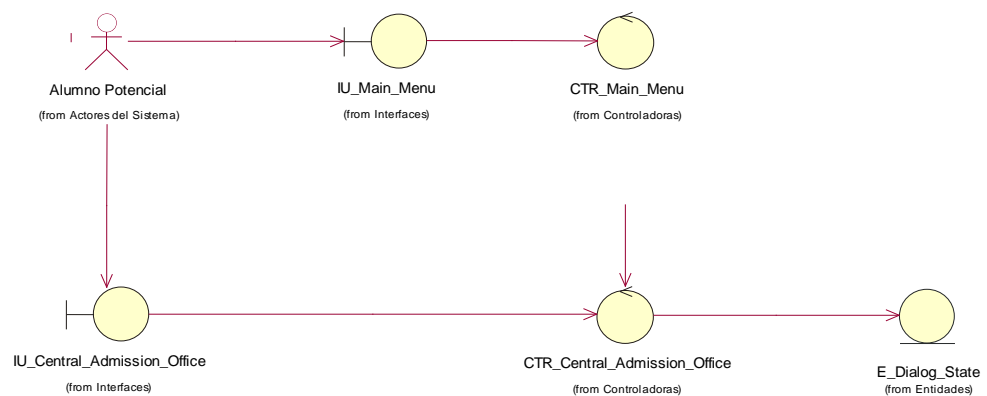 Alumno Potencial
(from Actores del Sistema)
IU_Main_Menu
(from Interfaces)
CTR_Main_Menu
(from Controladoras)
IU_Central_Admission_Office
(from Interfaces)
CTR_Central_Admission_Office
(from Controladoras)
E_Dialog_State
(from Entidades)